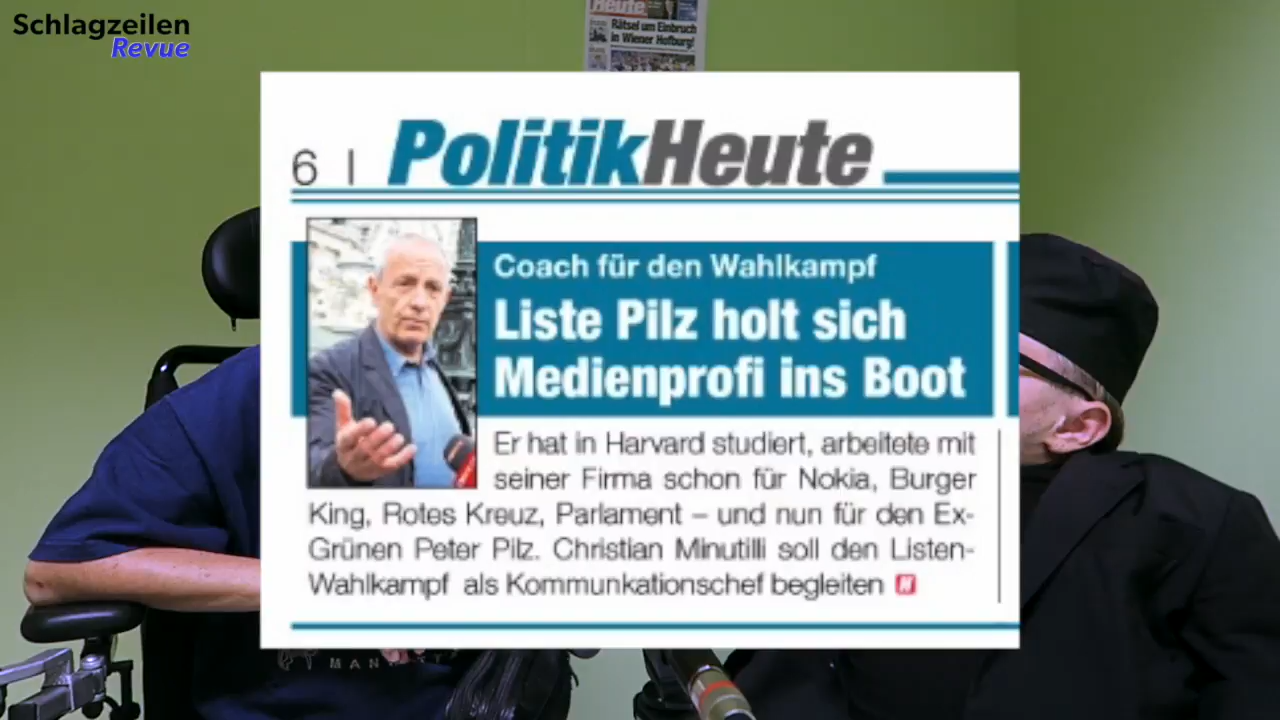 Schlagzeilen
Revue
Heute
Rätsel um Einbruch
in Wiener Hofburg!
6 | PolitikHeute
Coach für den Wahlkampf
Liste Pilz holt sich
Medienprofi ins Boot
Er hat in Harvard studiert, arbeitete mit
seiner Firma schon für Nokia, Burger
King, Rotes Kreuz, Parlament – und nun für den Ex-
Grünen Peter Pilz. Christian Minutilli soll den Listen-
Wahlkampf als Kommunkationschef begleiten